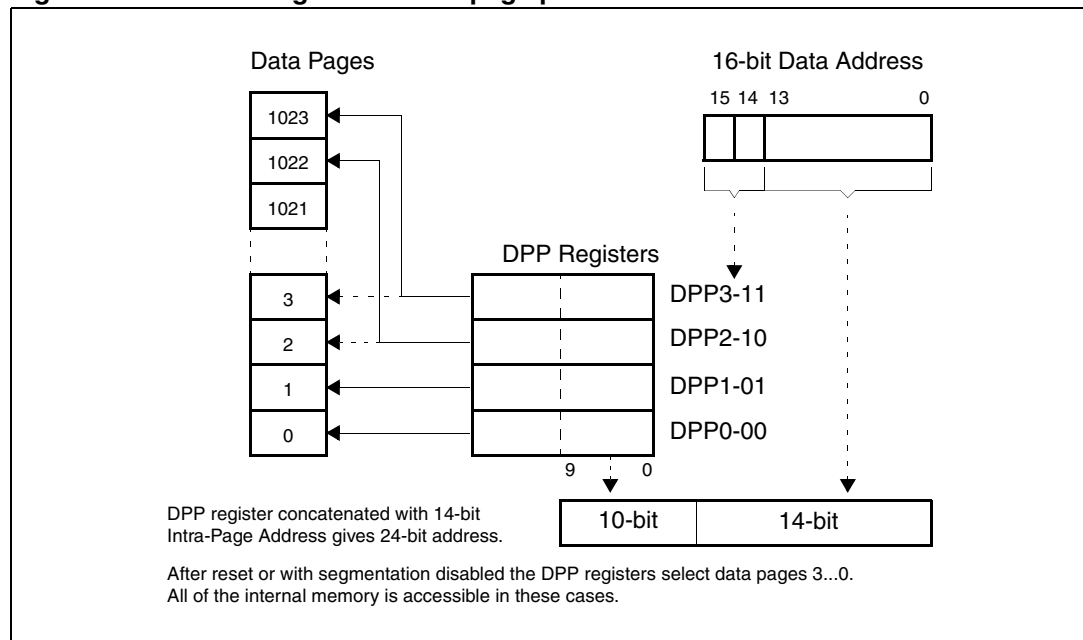 Data Pages
1023
1022
1021
3
2
1
0
16-bit Data Address
15 14 13 0
DPP Registers
DPP3-11
DPP2-10
DPP1-01
DPP0-00
9 0
10-bit 14-bit
DPP register concatenated with 14-bit
Intra-Page Address gives 24-bit address.
After reset or with segmentation disabled the DPP registers select data pages 3...0.
All of the internal memory is accessible in these cases.